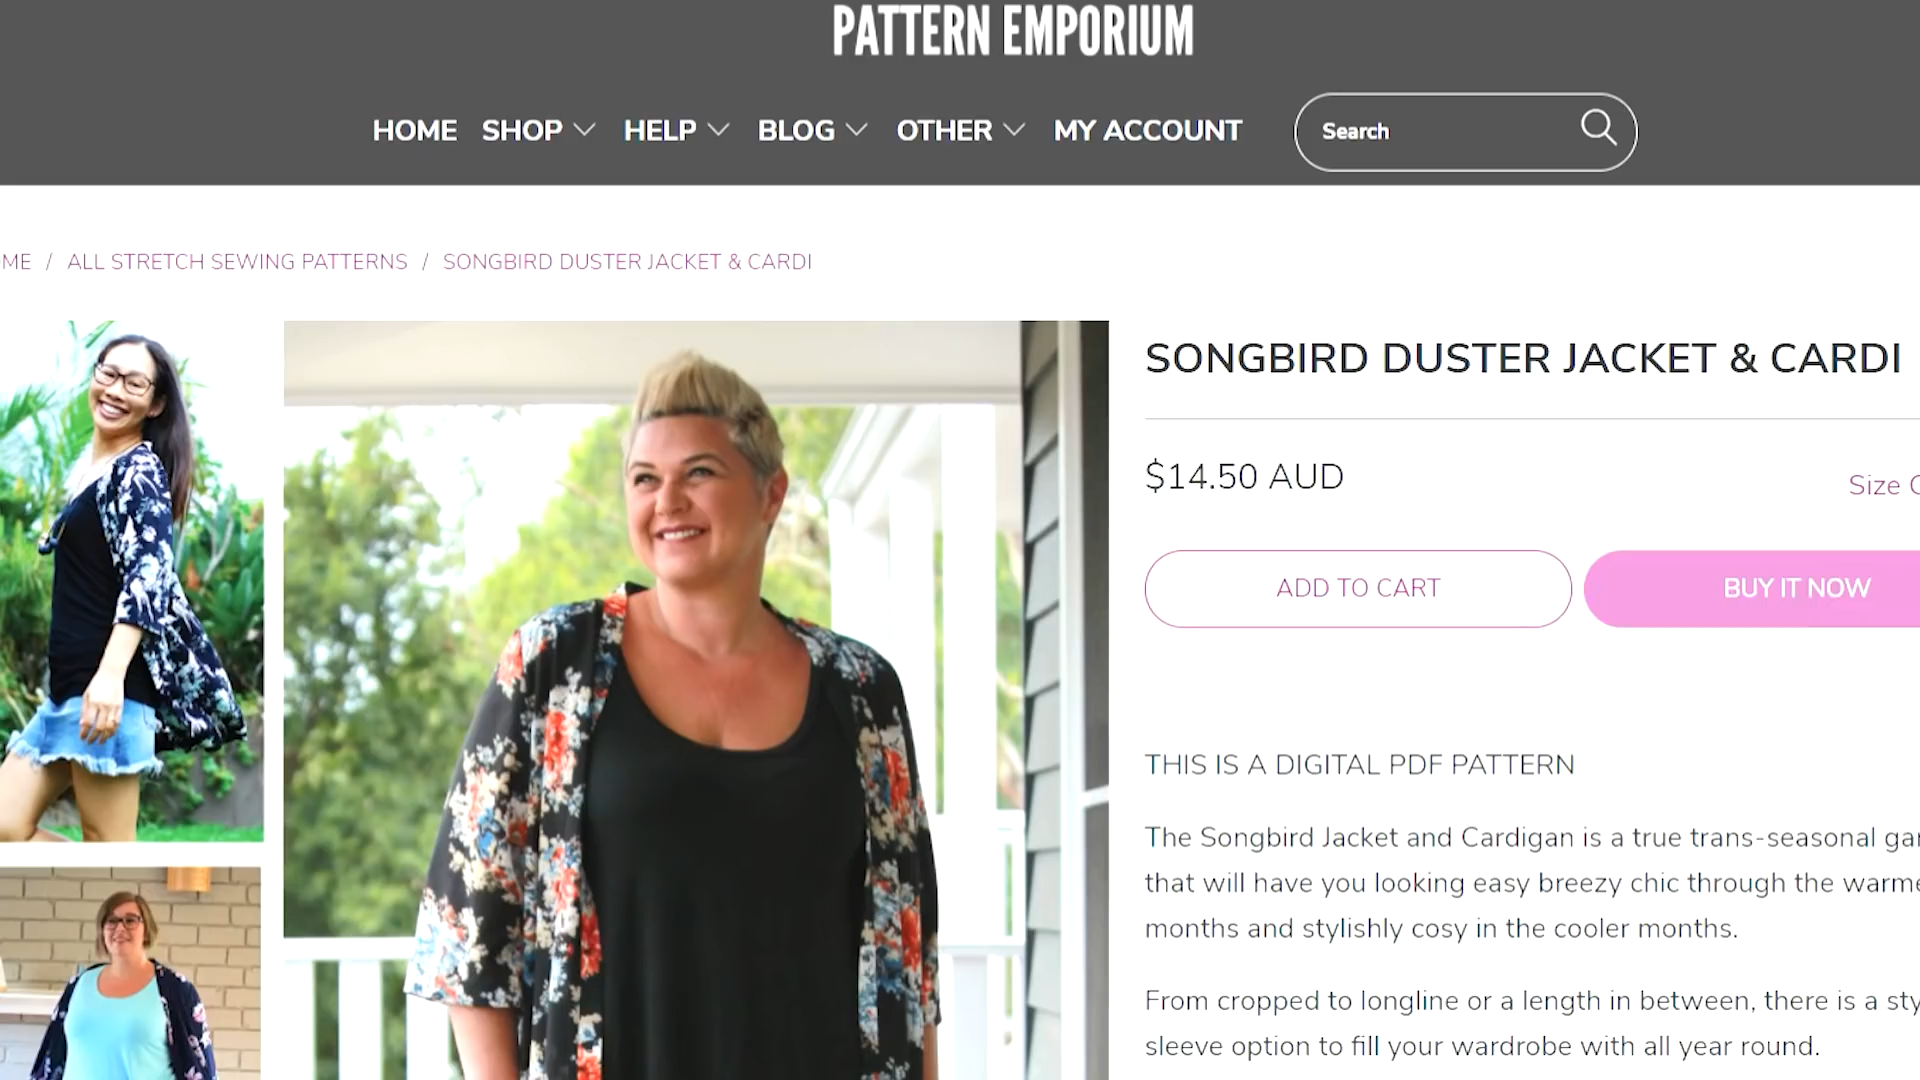 PATTERN EMPORIUM
HOME SHOP HELP BLOG OTHER MY ACCOUNT Search
ME / ALL STRETCH SEWING PATTERNS / SONGBIRD DUSTER JACKET & CARDI
SONGBIRD DUSTER JACKET & CARDI
$14.50 AUD
Size
ADD TO CART
BUY IT NOW
THIS IS A DIGITAL PDF PATTERN
The Songbird Jacket and Cardigan is a true trans-seasonal
that will have you looking easy breezy chic through the
months and stylishly cosy in the cooler months.
From cropped to longline or a length in between, there is a
sleeve option to fill your wardrobe with all year round.